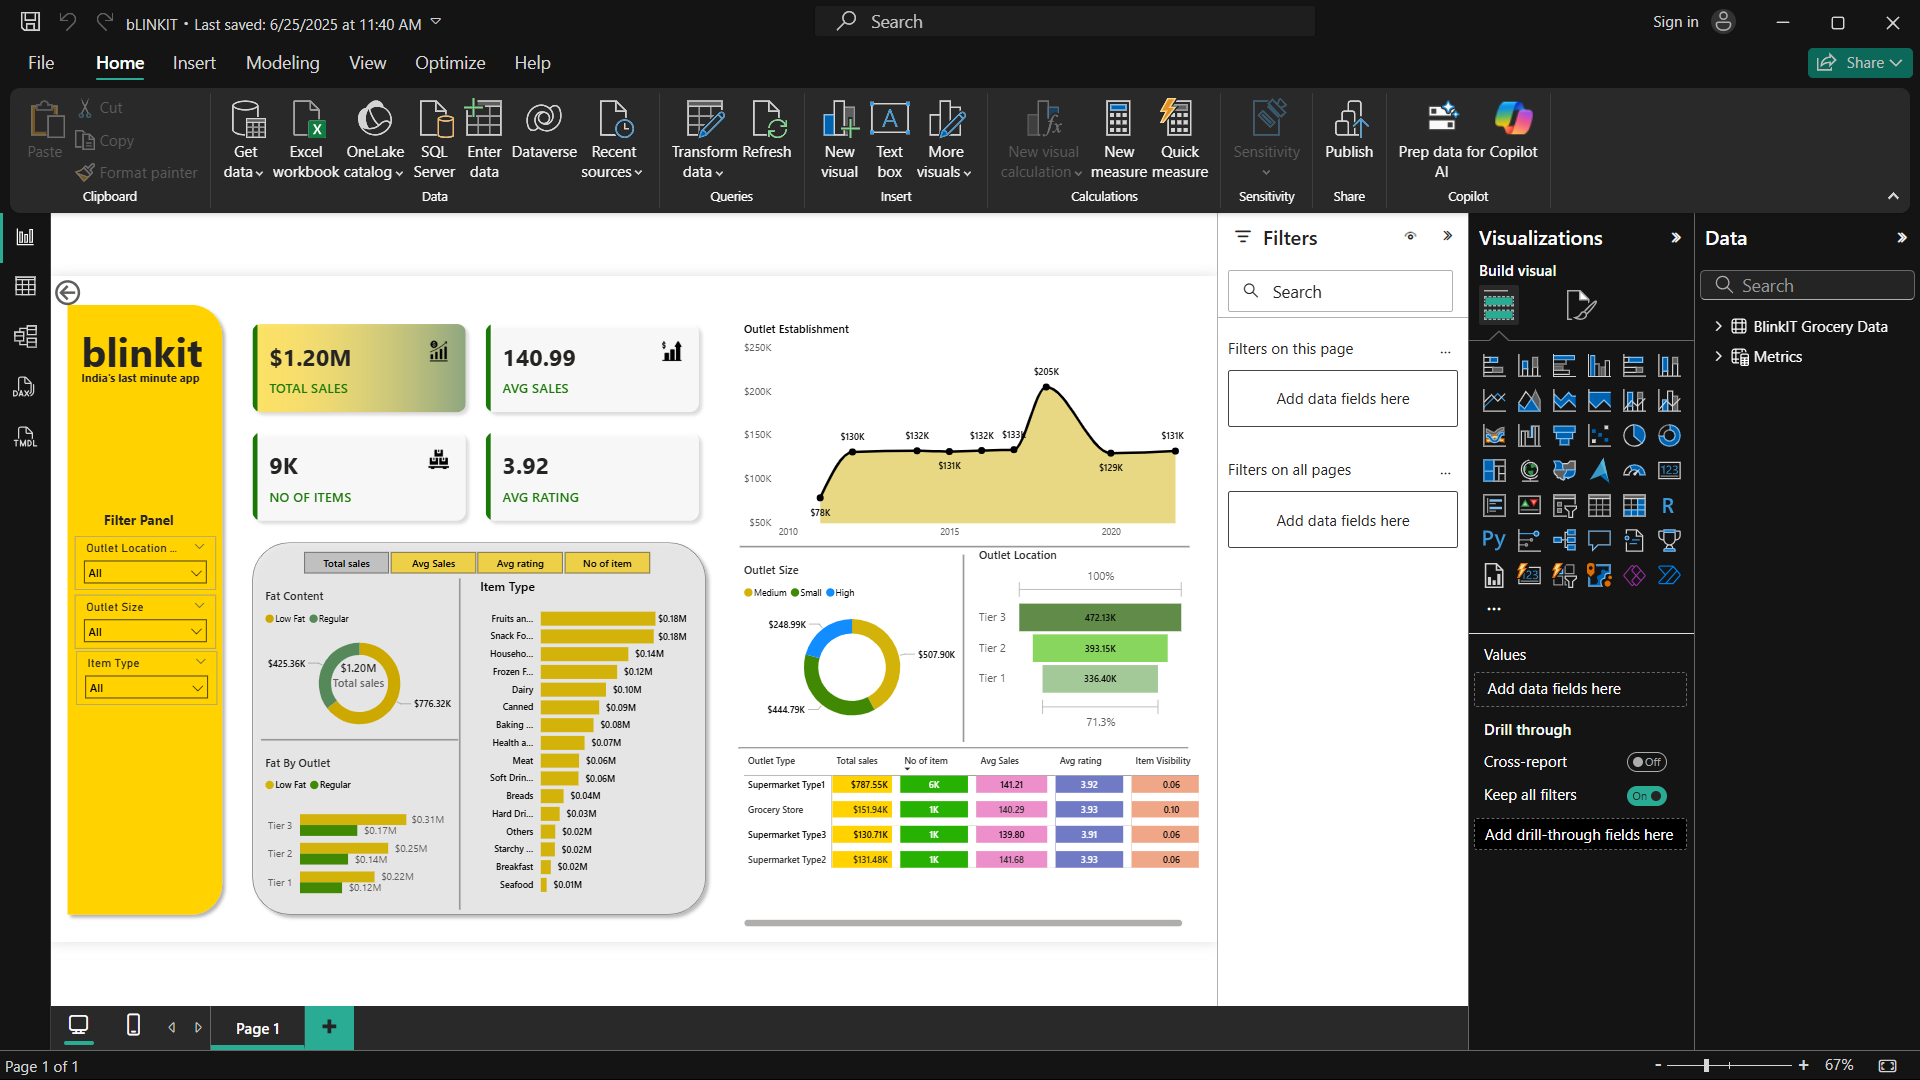 bLINKIT • Last saved: 6/25/2025 at 11:40 AM
Search
Sign in
File
Home
Insert
Modeling
View
Optimize
Help
Share
Paste
Cut
Copy
Format painter
Clipboard
Get data
Excel workbook
OneLake catalog
SQL Server
Enter data
Dataverse
Recent sources
Data
Transform data
Refresh
Queries
New visual
Text box
More visuals
Insert
New visual calculation
New measure
Quick measure
Calculations
Sensitivity
Sensitivity
Publish
Share
Prep data for AI
Copilot
Copilot
DAX
TMDL
blinkit
India's last minute app
Filter Panel
Outlet Location ...
All
Outlet Size
All
Item Type
All
$1.20M
TOTAL SALES
140.99
AVG SALES
9K
NO OF ITEMS
3.92
AVG RATING
Total sales
Avg Sales
Avg rating
No of item
Fat Content
Low Fat
Regular
$425.36K
$1.20M
Total sales
$776.32K
Fat By Outlet
Low Fat
Regular
Tier 3
$0.31M
$0.17M
Tier 2
$0.25M
$0.14M
Tier 1
$0.22M
$0.12M
Item Type
Fruits an... $0.18M
Snack Fo... $0.18M
Househo... $0.14M
Frozen F... $0.12M
Dairy $0.10M
Canned $0.09M
Baking ... $0.08M
Health a... $0.07M
Meat $0.06M
Soft Drin... $0.06M
Breads $0.04M
Hard Dri... $0.03M
Others $0.02M
Starchy ... $0.02M
Breakfast $0.02M
Seafood $0.01M
Outlet Establishment
$250K
$200K
$150K
$100K
$50K
$78K
$130K
$132K
$131K
$132K
$133K
$205K
$129K
$131K
2010
2015
2020
Outlet Size
Medium
Small
High
$248.99K
$507.90K
$444.79K
Outlet Location
100%
Tier 3 472.13K
Tier 2 393.15K
Tier 1 336.40K
71.3%
Outlet Type Total sales No of item Avg Sales Avg rating Item Visibility
Supermarket Type1 $787.55K 6K 141.21 3.92 0.06
Grocery Store $151.94K 1K 140.29 3.93 0.10
Supermarket Type3 $130.71K 1K 139.80 3.91 0.06
Supermarket Type2 $131.48K 1K 141.68 3.93 0.06
Filters
Search
Filters on this page
...
Add data fields here
Filters on all pages
...
Add data fields here
Visualizations
Build visual
123
R
Py
123
...
Values
Add data fields here
Drill through
Cross-report
Off
Keep all filters
On
Add drill-through fields here
Data
Search
BlinkIT Grocery Data
Metrics
Page 1
+
Page 1 of 1
- + 67%